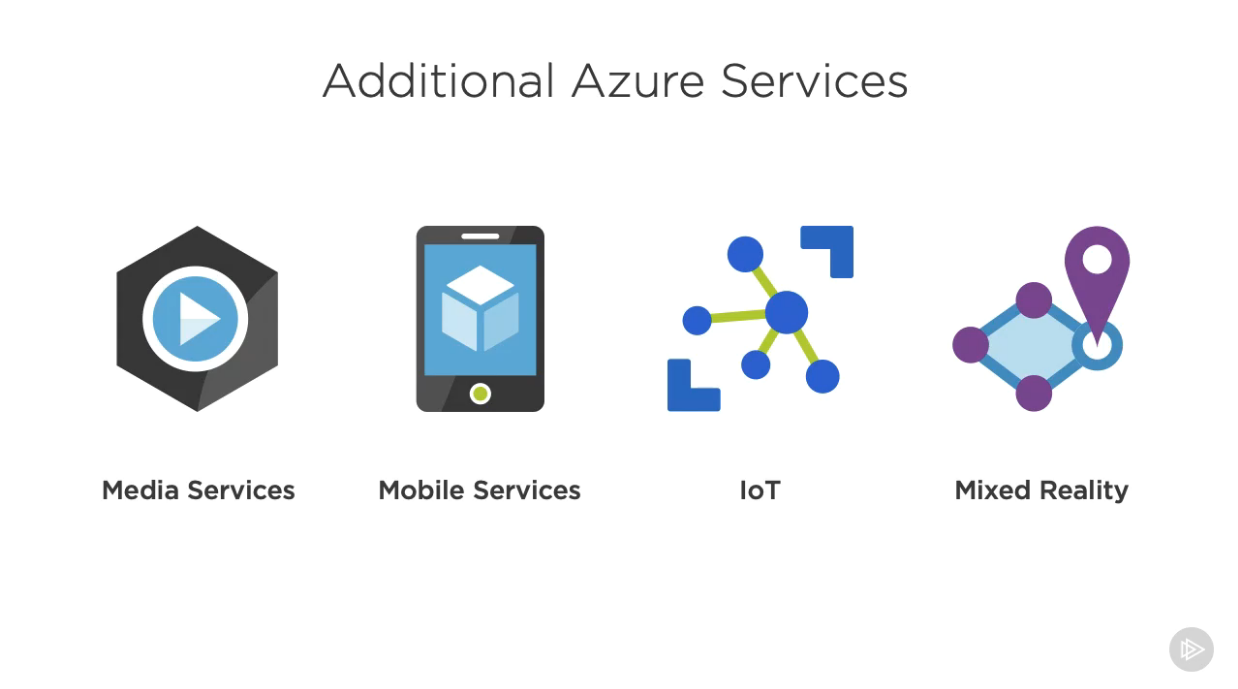 Additional Azure Services
Media Services
Mobile Services
IoT
Mixed Reality